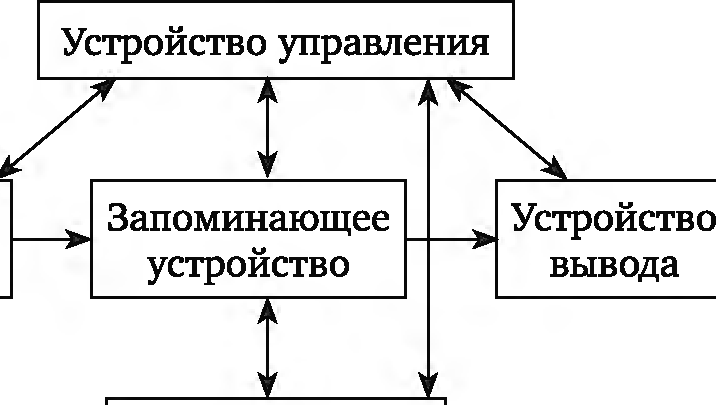 Устройство управления
Запоминающее
устройство
Устройство
вывода